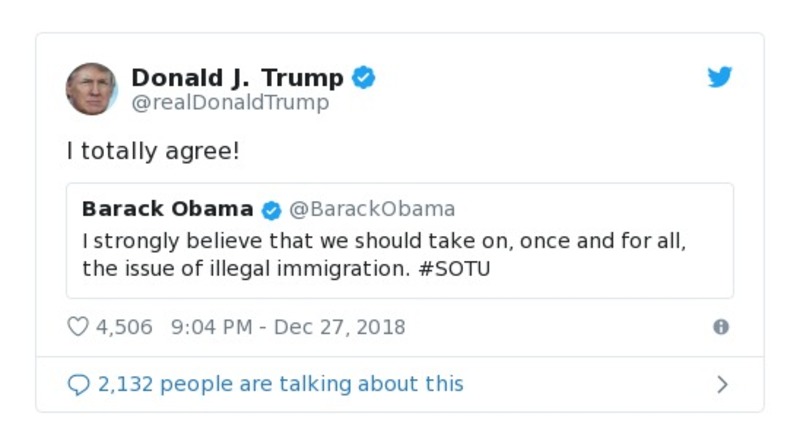 Donald J. Trump
@realDonaldTrump
I totally agree!
Barack Obama @BarackObama
I strongly believe that we should take on, once and for all,
the issue of illegal immigration. #SOTU
4,506 9:04 PM - Dec 27, 2018
2,132 people are talking about this